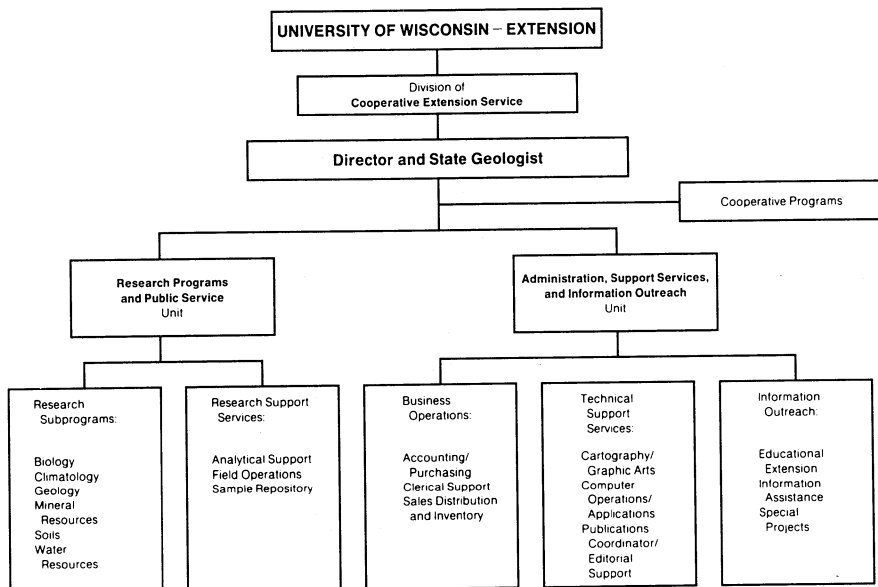 UNIVERSITY OF WISCONSIN – EXTENSION
Division of
Cooperative Extension Service
Director and State Geologist
Cooperative Programs
Research Programs
and Public Service
Unit
Administration, Support Services,
and Information Outreach
Unit
Research
Subprograms:
Biology
Climatology
Geology
Mineral
Resources
Soils
Water
Resources
Research Support
Services:
Analytical Support
Field Operations
Sample Repository
Business
Operations:
Accounting/
Purchasing
Clerical Support
Sales Distribution
and Inventory
Technical
Support
Services:
Cartography/
Graphic Arts
Computer
Operations/
Applications
Publications
Coordinator/
Editorial
Support
Information
Outreach:
Educational
Extension
Information
Assistance
Special
Projects